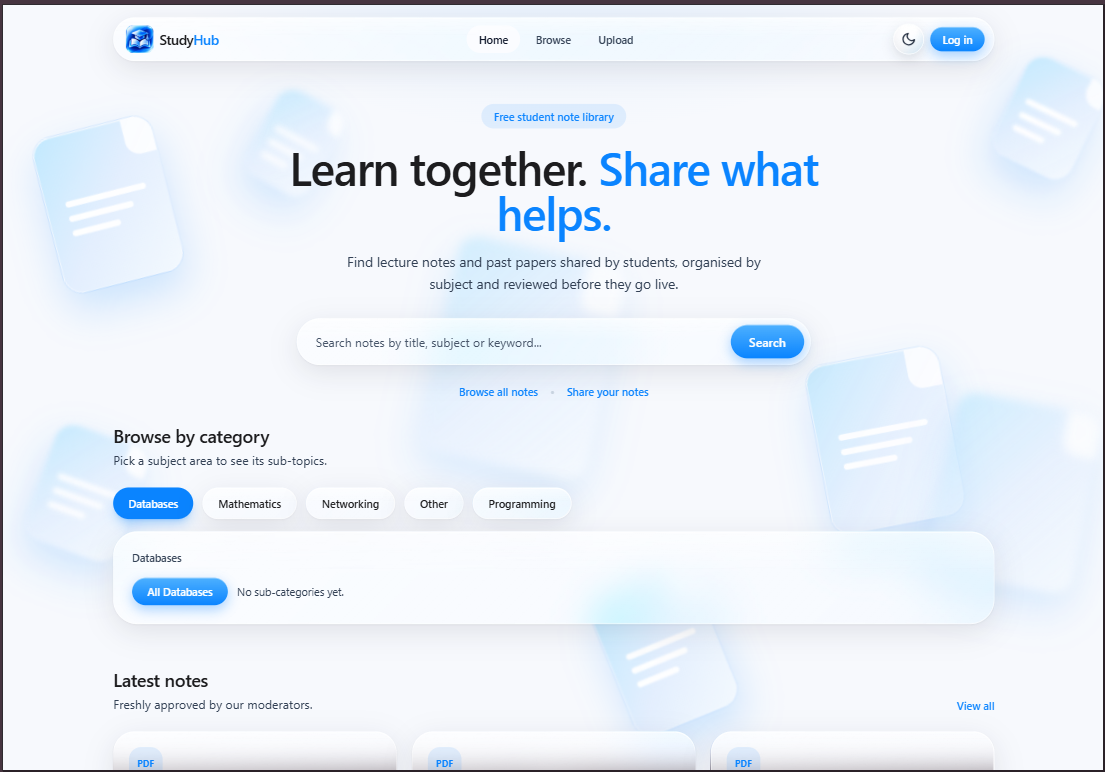 StudyHub
Home
Browse
Upload
Log in
Free student note library
Learn together. Share what
helps.
Find lecture notes and past papers shared by students, organised by
subject and reviewed before they go live.
Search notes by title, subject or keyword...
Search
Browse all notes
Share your notes
Browse by category
Pick a subject area to see its sub-topics.
Databases
Mathematics
Networking
Other
Programming
Databases
All Databases
No sub-categories yet.
Latest notes
Freshly approved by our moderators.
View all
PDF
PDF
PDF